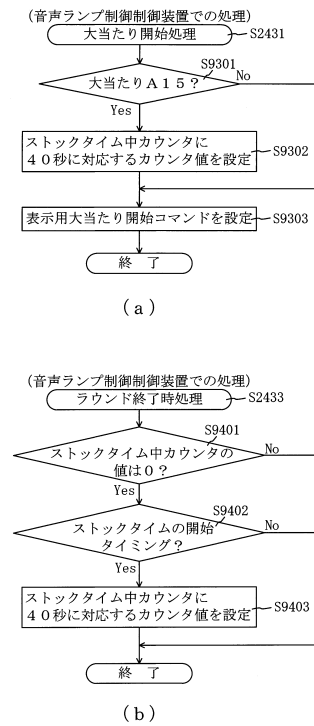 (音声ランプ制御制御装置での処理)
大当たり開始処理
S2431
S9301
大当たりA15?
No
Yes
ストックタイム中カウンタに
40秒に対応するカウンタ値を設定
S9302
表示用大当たり開始コマンドを設定
S9303
終 了
(a)
(音声ランプ制御制御装置での処理)
ラウンド終了時処理
S2433
S9401
ストックタイム中カウンタの
値は0?
No
Yes
S9402
ストックタイムの開始
タイミング?
No
Yes
ストックタイム中カウンタに
40秒に対応するカウンタ値を設定
S9403
終 了
(b)